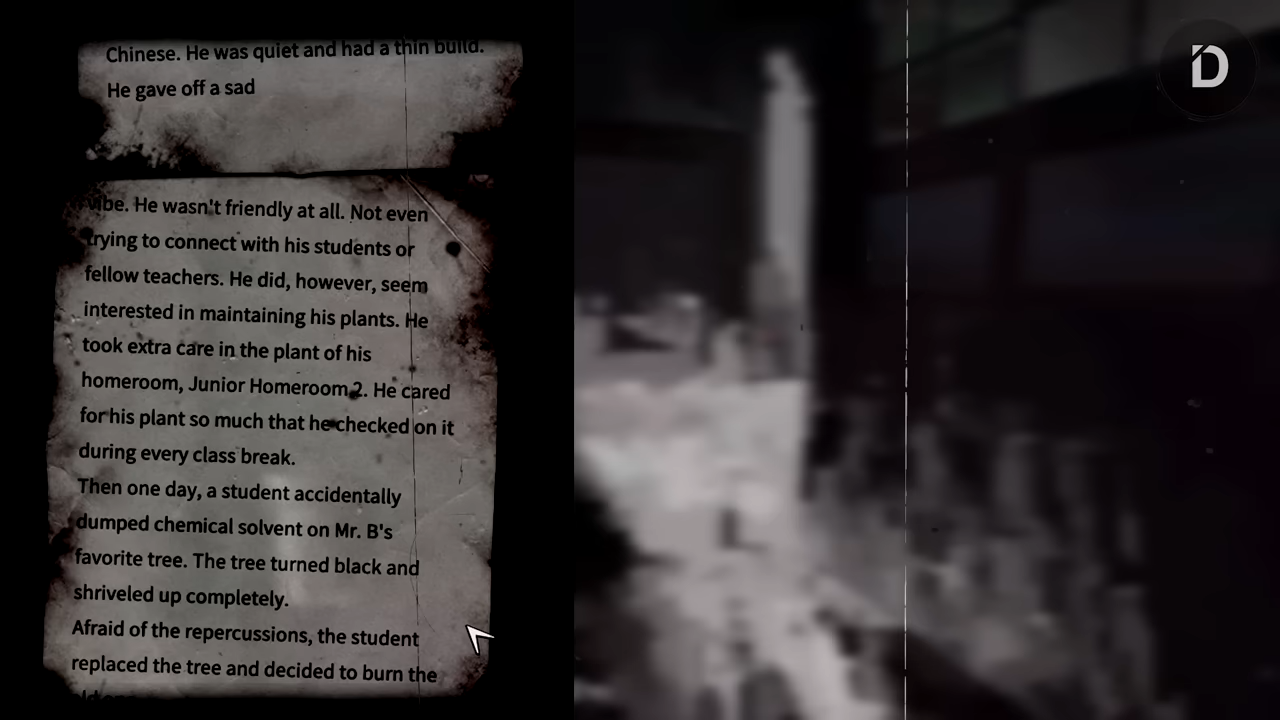 Chinese. He was quiet and had a thin build.
He gave off a sad
vibe. He wasn't friendly at all. Not even
trying to connect with his students or
fellow teachers. He did, however, seem
interested in maintaining his plants. He
took extra care in the plant of his
homeroom, Junior Homeroom 2. He cared
for his plant so much that he checked on it
during every class break.
Then one day, a student accidentally
dumped chemical solvent on Mr. B's
favorite tree. The tree turned black and
shriveled up completely.
Afraid of the repercussions, the student
replaced the tree and decided to burn the
D